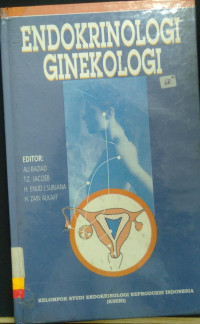 ENDOKRINOLOGI
GINEKOLOGI
EDITOR:
ALI BAZIAD
T.Z. JACOEB
H. ENUD J. SURJANA
H. ZAIN ALKAFF
KELOMPOK STUDI ENDOKRINOLOGI REPRODUKSI INDONESIA
(KSERI)